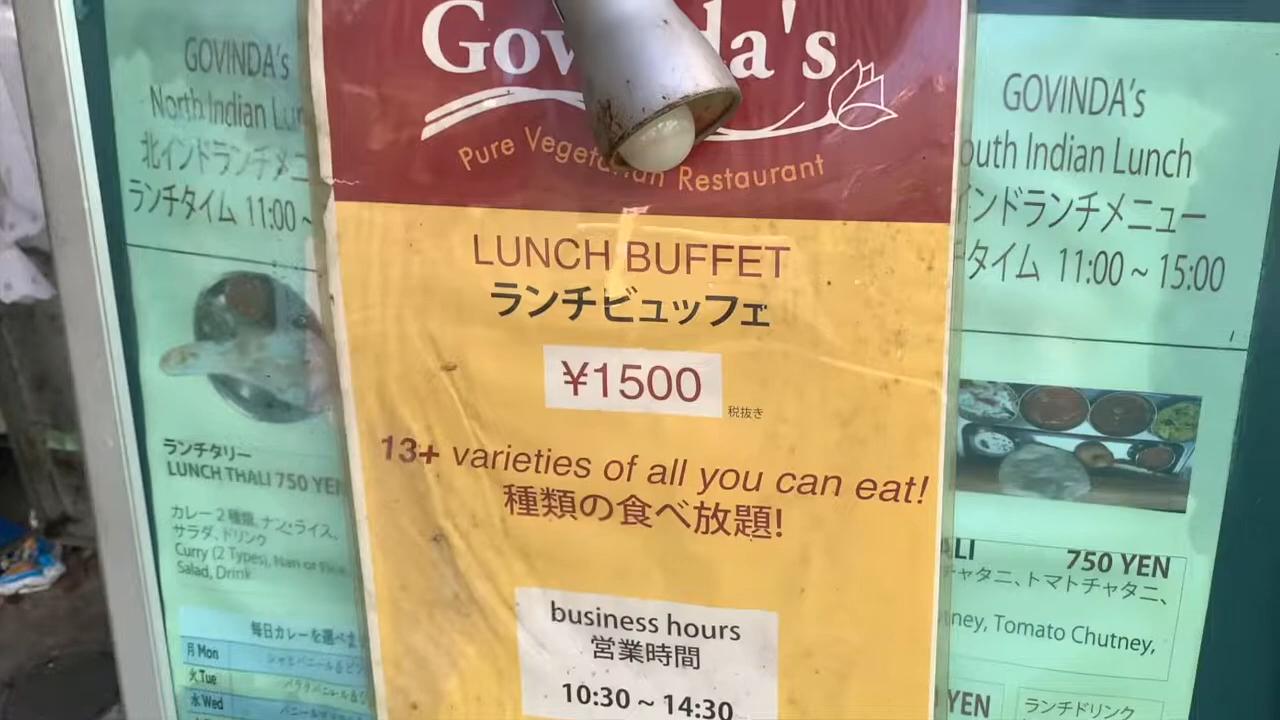 GOVINDA's
North Indian
北インドランチメニ
ランチタイム 11:00 ~
ランチタリー
LUNCH THALI 750 YEN
カレー2種類、ナン・ライス、
サラダ、ドリンク
Curry (2 Types), Nan or
Salad, Drink
毎日カレーを選べま
月 Mon
火 Tue
水 Wed
Pure Vegetarian Restaurant
LUNCH BUFFET
ランチビュッフェ
¥1500
税抜き
13+ varieties of all you can eat!
種類の食べ放題!
business hours
営業時間
10:30 ~ 14:30
GOVINDA's
outh Indian Lunch
インドランチメニュー
タイム 11:00 ~ 15:00
LI 750 YEN
チャタニ、トマトチャタニ、
ney, Tomato Chutney,
YEN
ランチドリンク